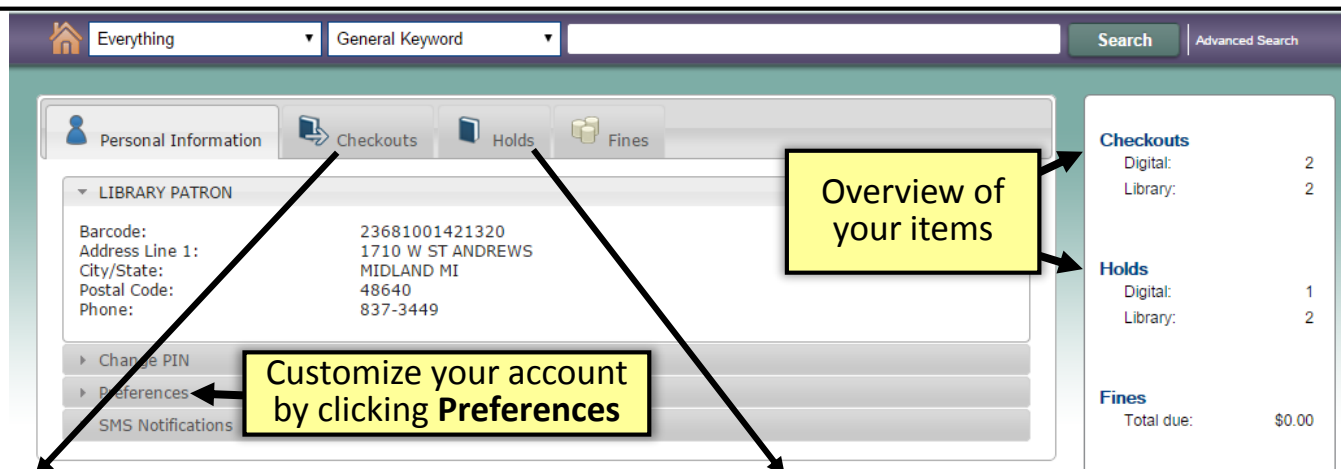 Everything General Keyword Search Advanced Search
Personal Information Checkouts Holds Fines
LIBRARY PATRON
Barcode: 23681001421320
Address Line 1: 1710 W ST ANDREWS
City/State: MIDLAND MI
Postal Code: 48640
Phone: 837-3449
Change PIN
Preferences
SMS Notifications
Customize your account
by clicking Preferences
Overview of
your items
Checkouts
Digital: 2
Library: 2
Holds
Digital: 1
Library: 2
Fines
Total due: $0.00